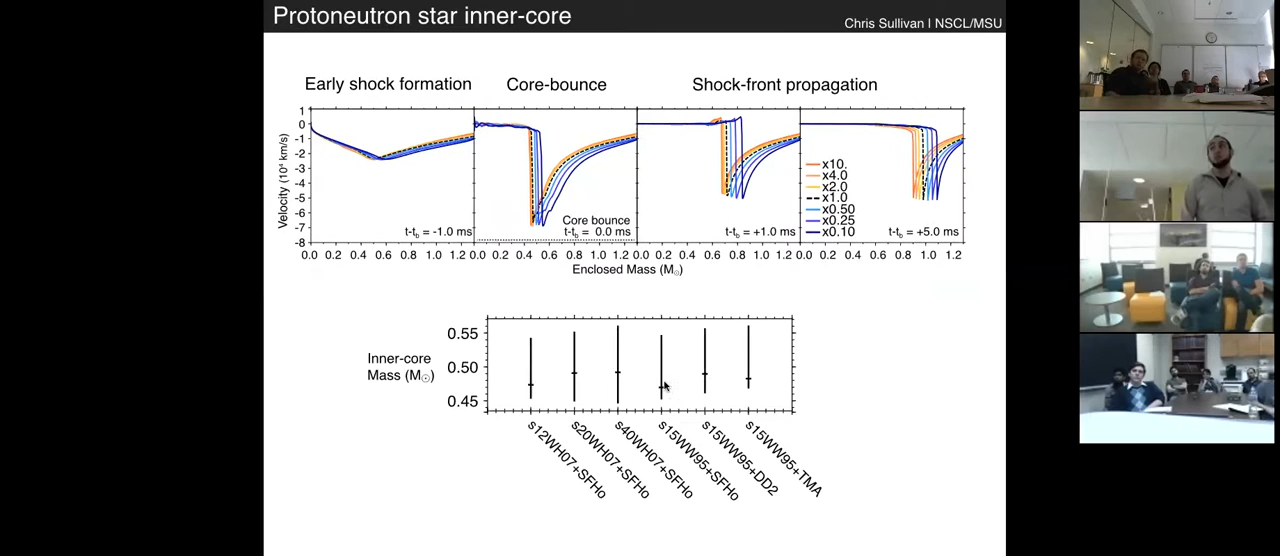 Protoneutron star inner-core
Chris Sullivan | NSCL/MSU
Early shock formation
Core-bounce
Shock-front propagation
Velocity (10⁴ km/s)
1
0
-1
-2
-3
-4
-5
-6
-7
-8
t-t_b = -1.0 ms
Core bounce
t-t_b = 0.0 ms
t-t_b = +1.0 ms
x10.
x4.0
x2.0
x1.0
x0.50
x0.25
x0.10
t-t_b = +5.0 ms
0.0 0.2 0.4 0.6 0.8 1.0 1.2 0.0 0.2 0.4 0.6 0.8 1.0 1.2 0.0 0.2 0.4 0.6 0.8 1.0 1.2 0.0 0.2 0.4 0.6 0.8 1.0 1.2
Enclosed Mass (M☉)
Inner-core
Mass (M☉)
0.55
0.50
0.45
s12WH07+SFHo
s20WH07+SFHo
s40WH07+SFHo
s15WW95+SFHo
s15WW95+DD2
s15WW95+TMA